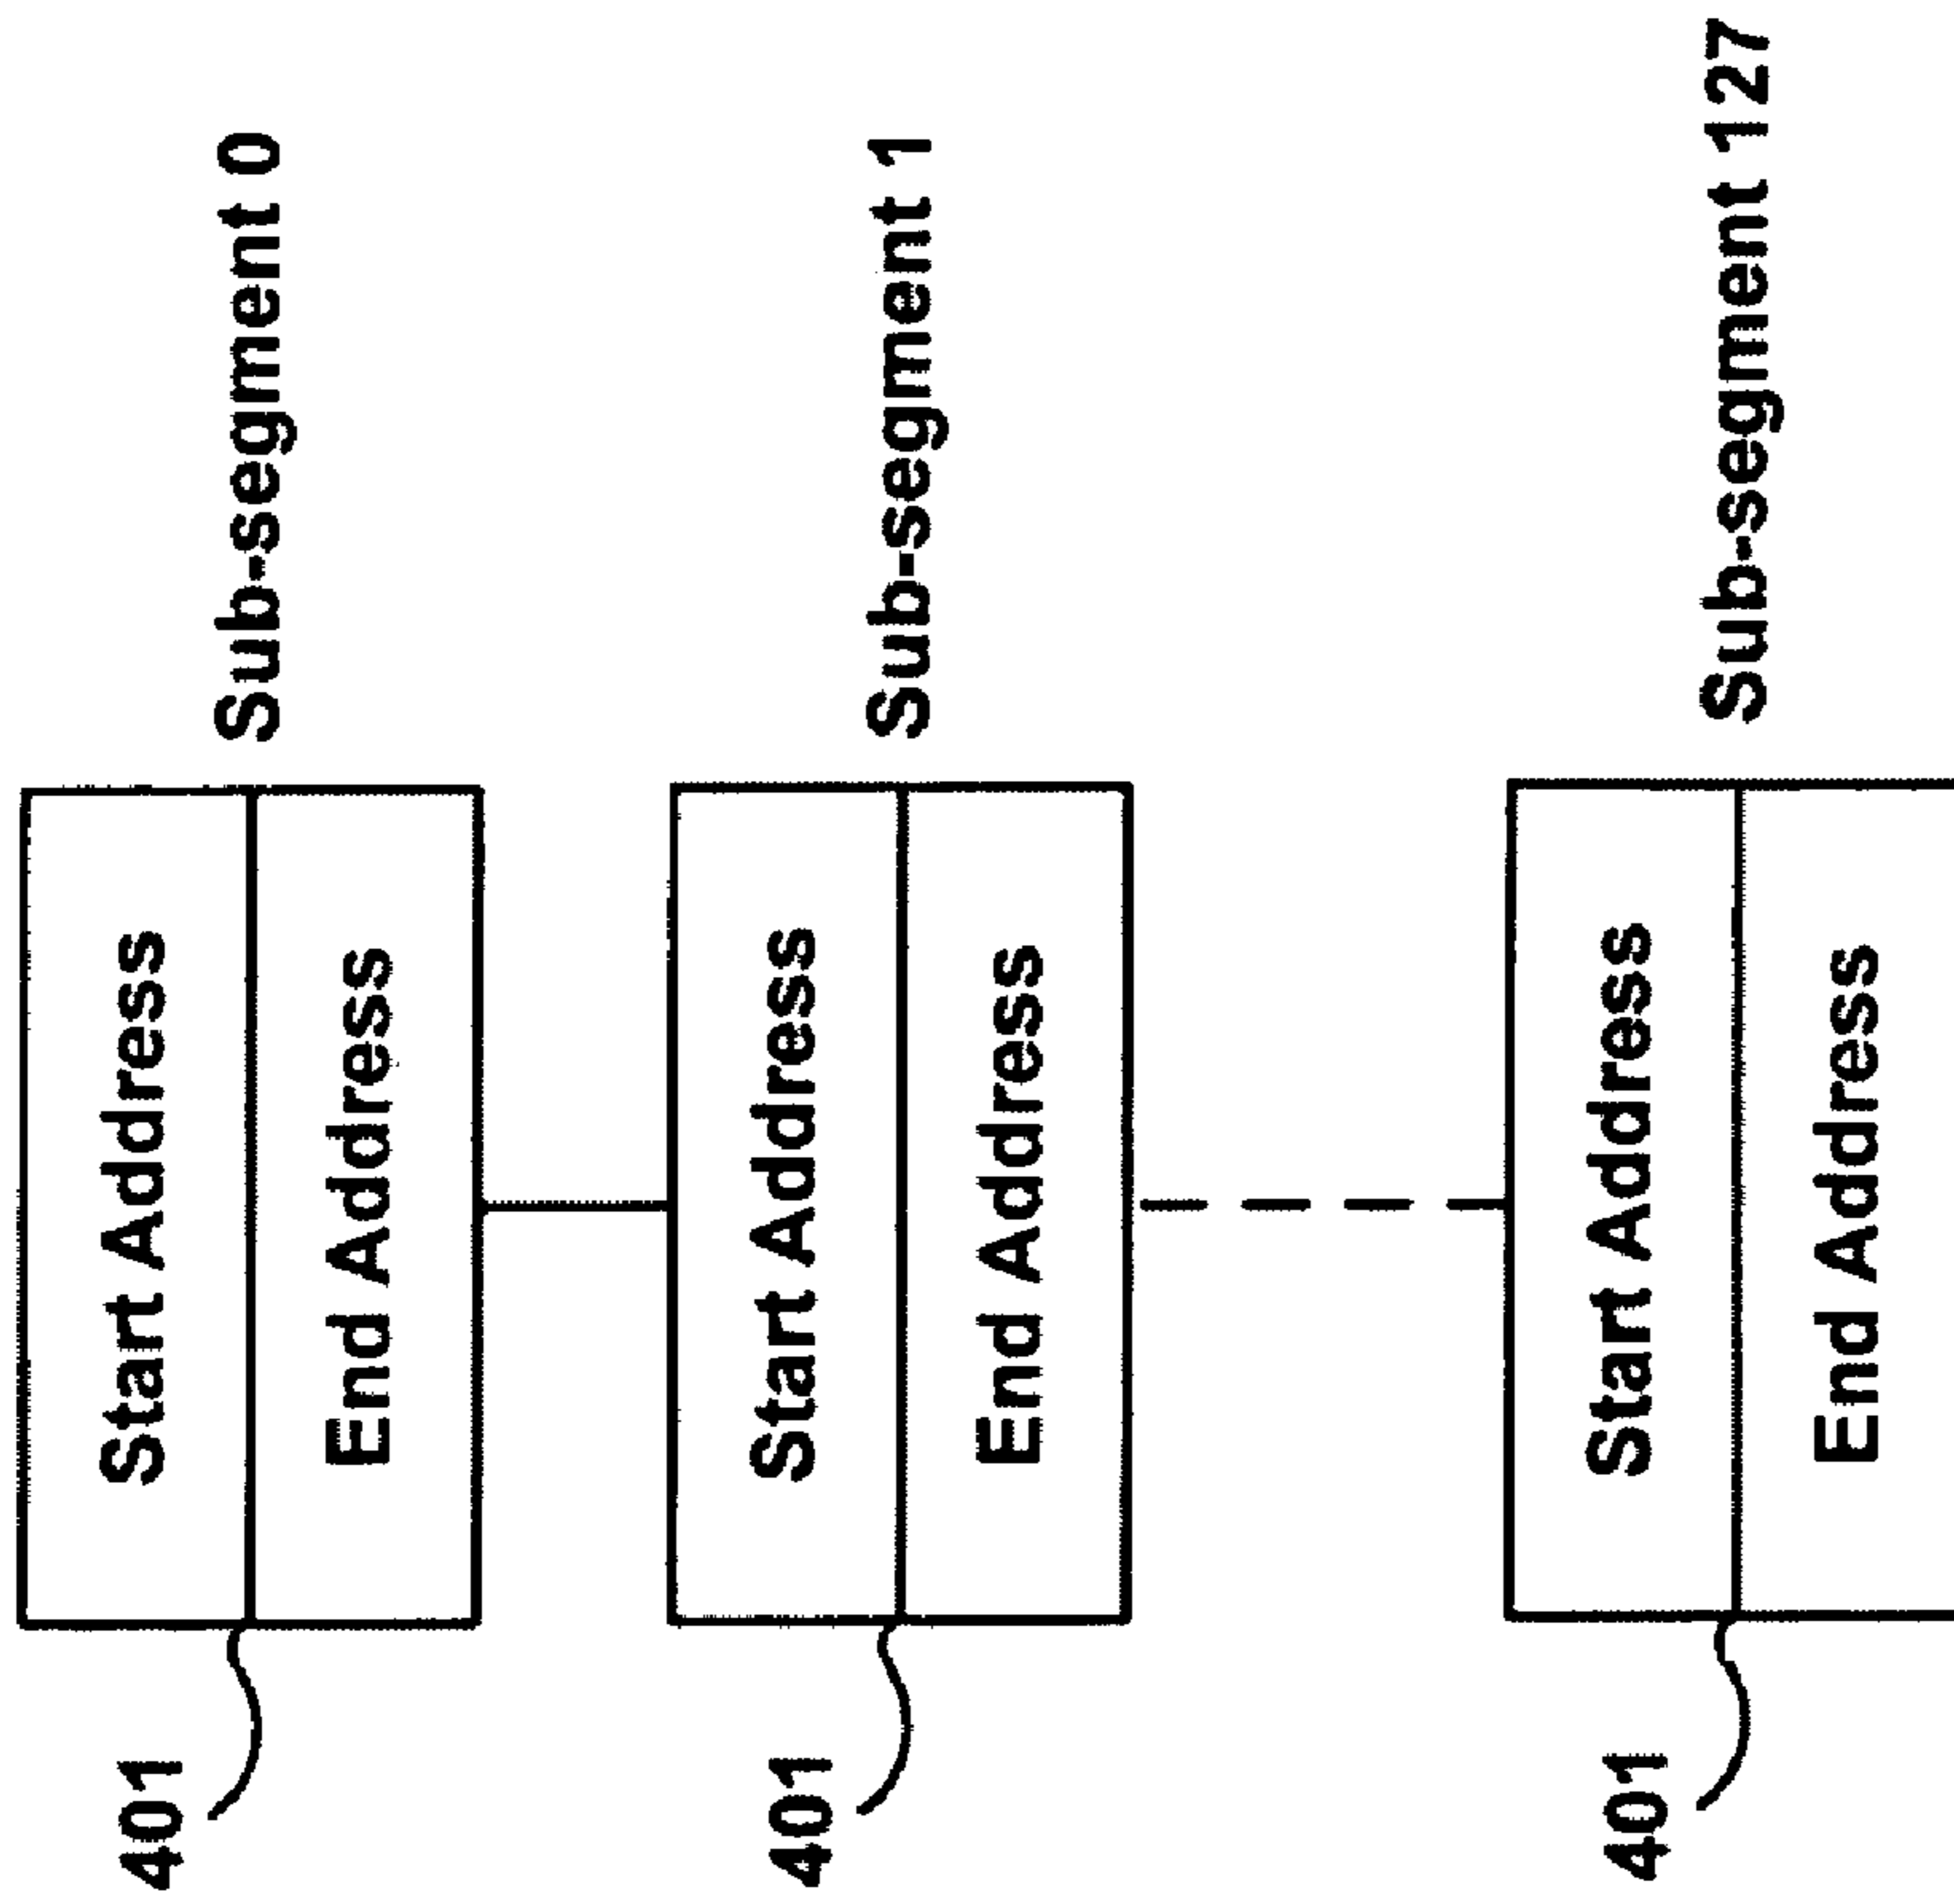 Sub-segment 0
Start Address
End Address
401
Sub-segment 1
Start Address
End Address
401
Sub-segment 127
Start Address
End Address
401